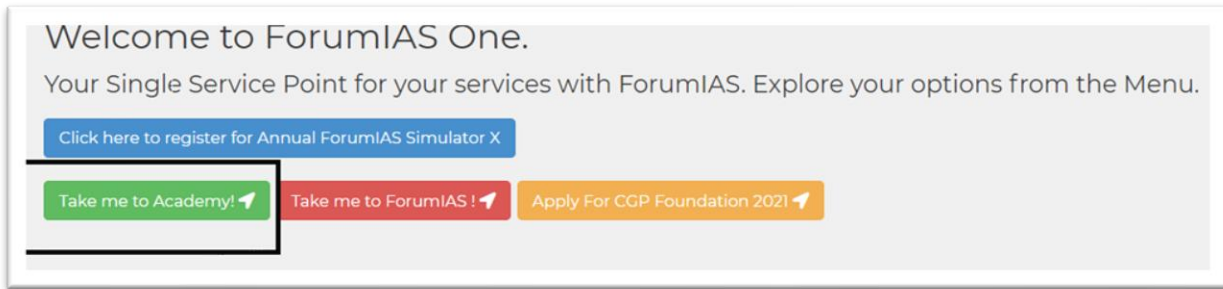 Welcome to ForumIAS One.
Your Single Service Point for your services with ForumIAS. Explore your options from the Menu.
Click here to register for Annual ForumIAS Simulator X
Take me to Academy! Take me to ForumIAS ! Apply For CGP Foundation 2021